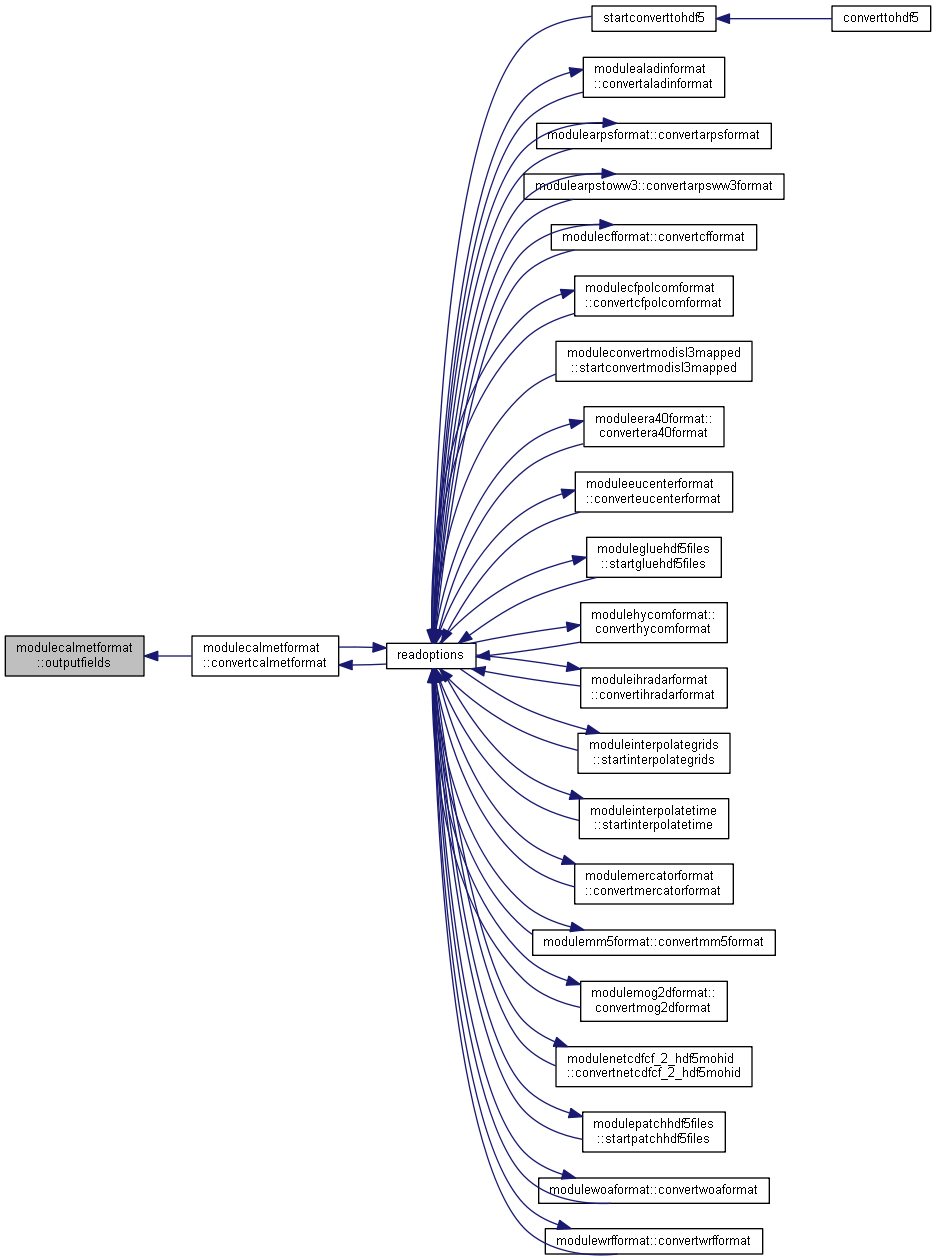 startconverttohdf5
converttohdf5
modulealadinformat
::convertaladinformat
modulearpsformat::convertarpsformat
modulearpstoww3::convertarpsww3format
modulecfformat::convertcfformat
modulecfpolcomformat
::convertcfpolcomformat
moduleconvertmodisl3mapped
::startconvertmodisl3mapped
moduleera40format::
convertera40format
moduleeucenterformat
::converteucenterformat
modulegluehdf5files
::startgluehdf5files
modulehycomformat::
converthycomformat
modulecalmetformat
::outputfields
modulecalmetformat
::convertcalmetformat
readoptions
moduleihradarformat
::convertihradarformat
moduleinterpolategrids
::startinterpolategrids
moduleinterpolatetime
::startinterpolatetime
modulemercatorformat
::convertmercatorformat
modulemm5format::convertmm5format
modulemog2dformat::
convertmog2dformat
modulenetcdfcf_2_hdf5mohid
::convertnetcdfcf_2_hdf5mohid
modulepatchhdf5files
::startpatchhdf5files
modulewoaformat::convertwoaformat
modulewrfformat::convertwrfformat